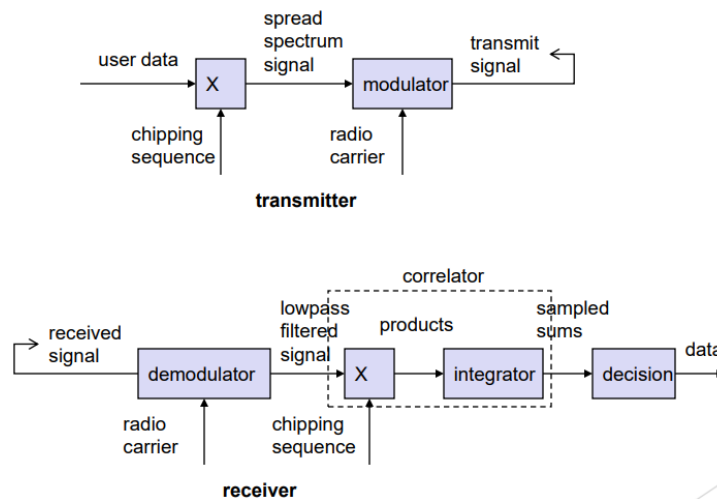 spread
spectrum
signal
user data
transmit
signal
X
modulator
chipping
sequence
radio
carrier
transmitter
correlator
received
signal
lowpass
filtered
signal
products
sampled
sums
data
demodulator
X
integrator
decision
radio
carrier
chipping
sequence
receiver